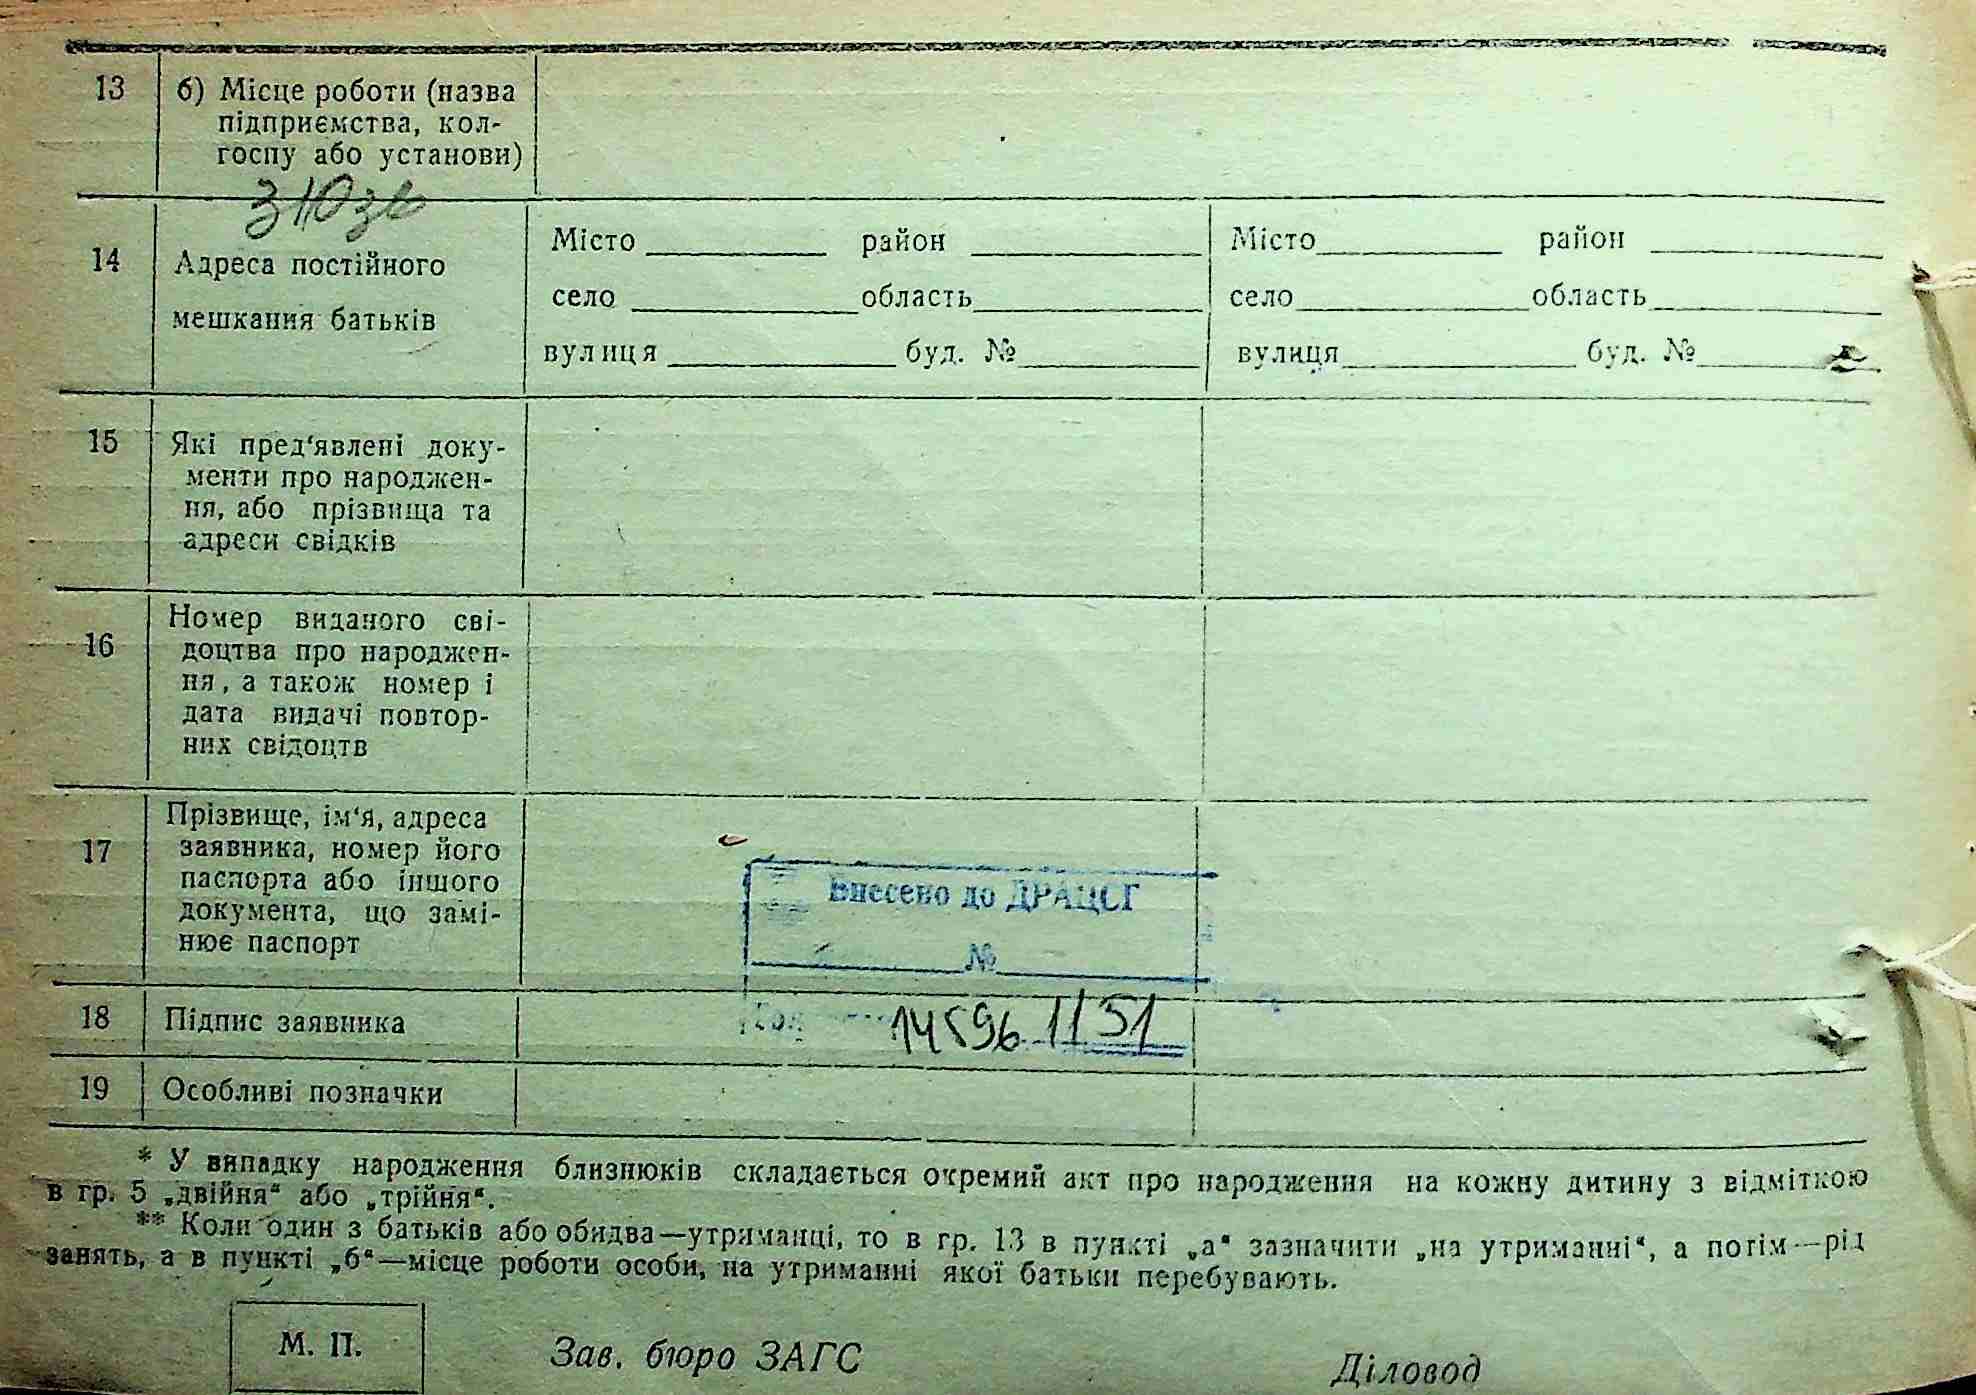 13 б) Місце роботи (назва
підприємства, кол-
госпу або установи)
14 Адреса постійного
мешкания батьків
Місто район
село область
вулиця буд. №
Місто район
село область
вулиця буд. №
15 Які пред'явлені доку-
менти про народжен-
ня, або прізвища та
адреси свідків
16 Номер виданого сві-
доцтва про народжен-
ня, а також номер і
дата видачі повтор-
них свідоцтв
17 Прізвище, ім'я, адреса
заявника, номер його
паспорта або іншого
документа, що замі-
нює паспорт
Внесено до ДРАЦСГ
№
18 Підпис заявника
14596 1151
19 Особливі позначки
* У випадку народження близнюків складається окремий акт про народження на кожну дитину з відміткою
в гр. 5 „двійня“ або „трійня“.
** Коли один з батьків або обидва—утриманці, то в гр. 13 в пункті „а“ зазначити „на утриманні“, а потім—рід
занять, а в пункті „б“—місце роботи особи, на утриманні якої батьки перебувають.
М. П.
Зав. бюро ЗАГС
Діловод